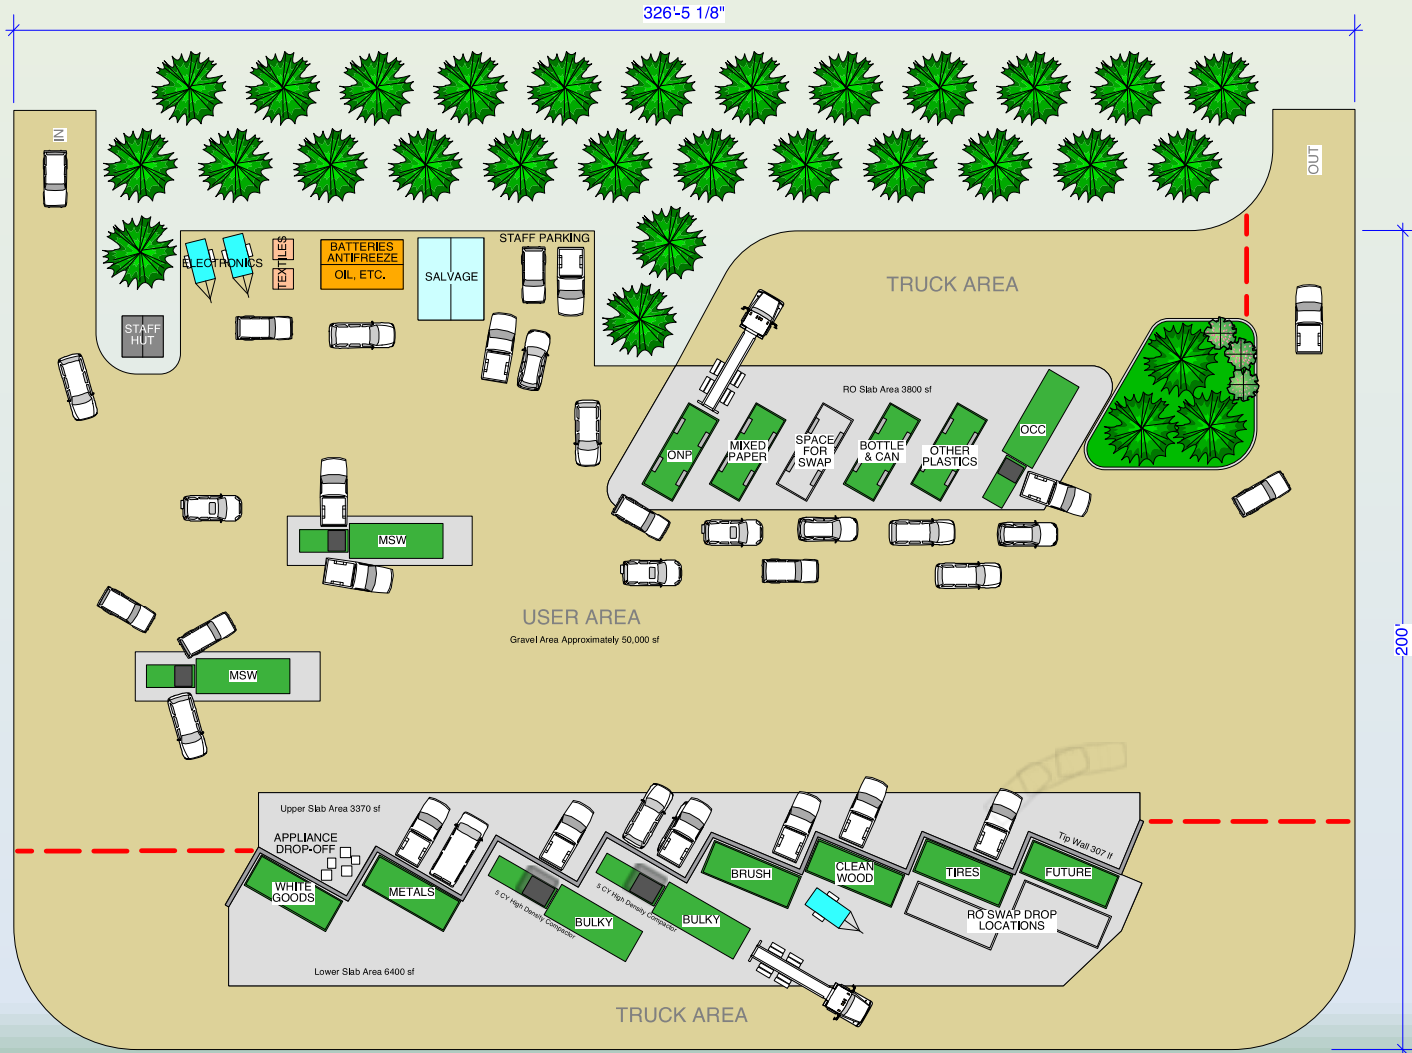 326'-5 1/8"
IN
OUT
STAFF PARKING
ELECTRONICS
TEXTILES
BATTERIES
ANTIFREEZE
OIL, ETC.
SALVAGE
STAFF
HUT
TRUCK AREA
RO Slab Area 3800 sf
ONP
MIXED
PAPER
SPACE
FOR
SWAP
BOTTLE
& CAN
OTHER
PLASTICS
OCC
MSW
USER AREA
Gravel Area Approximately 50,000 sf
200'
MSW
Upper Slab Area 3370 sf
APPLIANCE
DROP-OFF
Tip Wall 307 lf
WHITE
GOODS
METALS
5 CY High Density Compactor
BULKY
5 CY High Density Compactor
BULKY
BRUSH
CLEAN
WOOD
TIRES
FUTURE
RO SWAP DROP
LOCATIONS
Lower Slab Area 6400 sf
TRUCK AREA